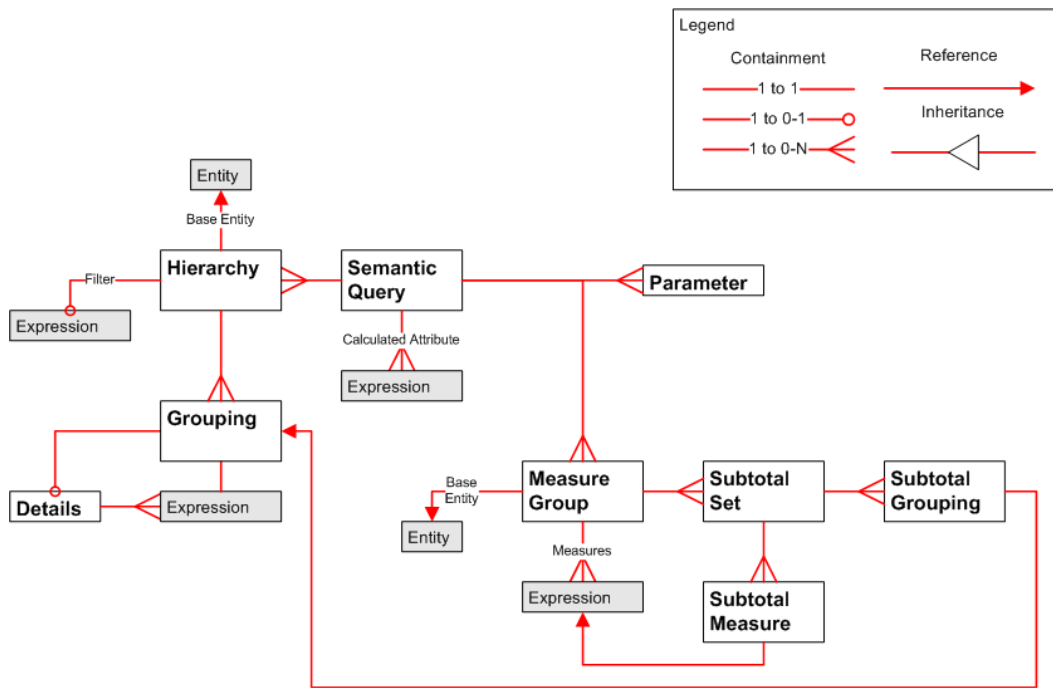 Legend
Containment
Reference
1 to 1
1 to 0-1
Inheritance
1 to 0-N
Entity
Base Entity
Hierarchy
Semantic
Query
Parameter
Filter
Expression
Calculated Attribute
Expression
Grouping
Details
Expression
Base
Entity
Entity
Measure
Group
Subtotal
Set
Subtotal
Grouping
Measures
Expression
Subtotal
Measure